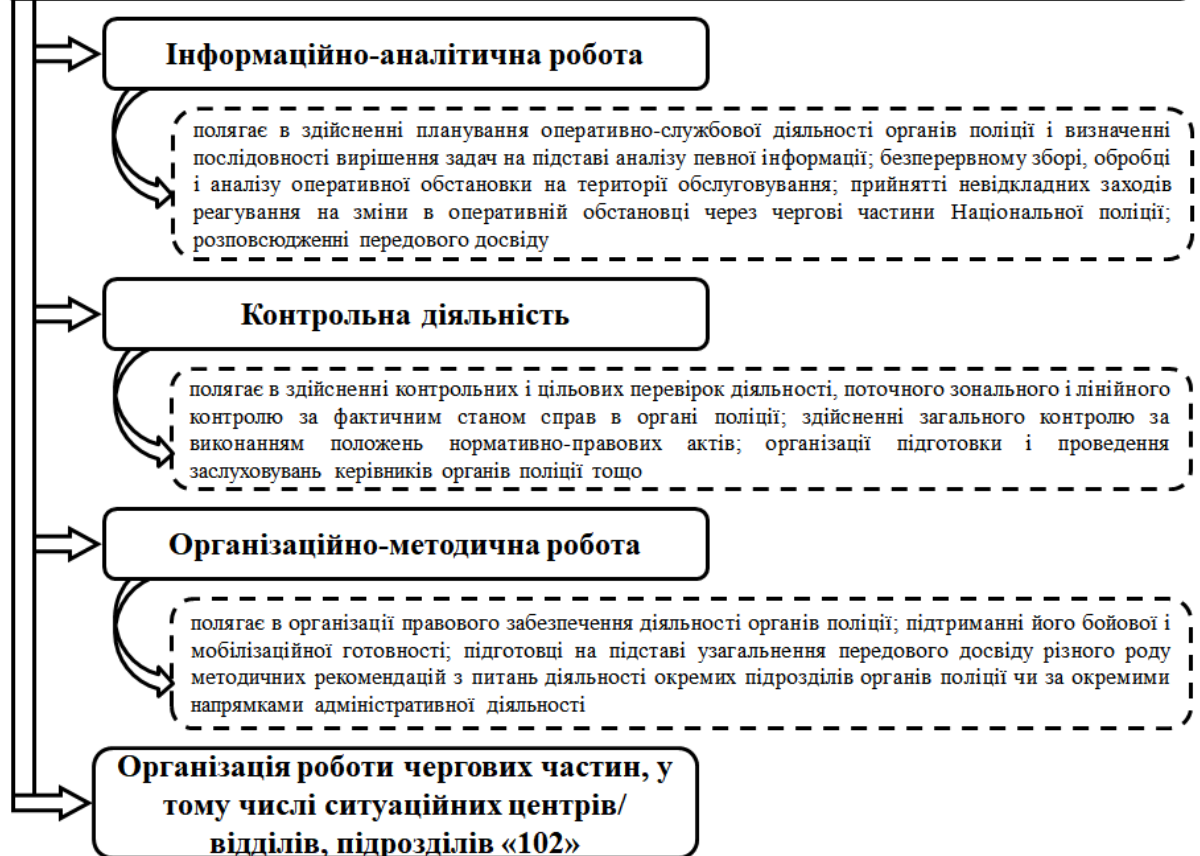 Інформаційно-аналітична робота
полягає в здійсненні планування оперативно-службової діяльності органів поліції і визначенні
послідовності вирішення задач на підставі аналізу певної інформації; безперервному зборі, обробці
і аналізу оперативної обстановки на території обслуговування; прийнятті невідкладних заходів
реагування на зміни в оперативній обстановці через чергові частини Національної поліції;
розповсюдженні передового досвіду
Контрольна діяльність
полягає в здійсненні контрольних і цільових перевірок діяльності, поточного зонального і лінійного
контролю за фактичним станом справ в органі поліції; здійсненні загального контролю за
виконанням положень нормативно-правових актів; організації підготовки і проведення
заслуховувань керівників органів поліції тощо
Організаційно-методична робота
полягає в організації правового забезпечення діяльності органів поліції; підтриманні його бойової і
мобілізаційної готовності; підготовці на підставі узагальнення передового досвіду різного роду
методичних рекомендацій з питань діяльності окремих підрозділів органів поліції чи за окремими
напрямками адміністративної діяльності
Організація роботи чергових частин, у
тому числі ситуаційних центрів/
відділів, підрозділів «102»